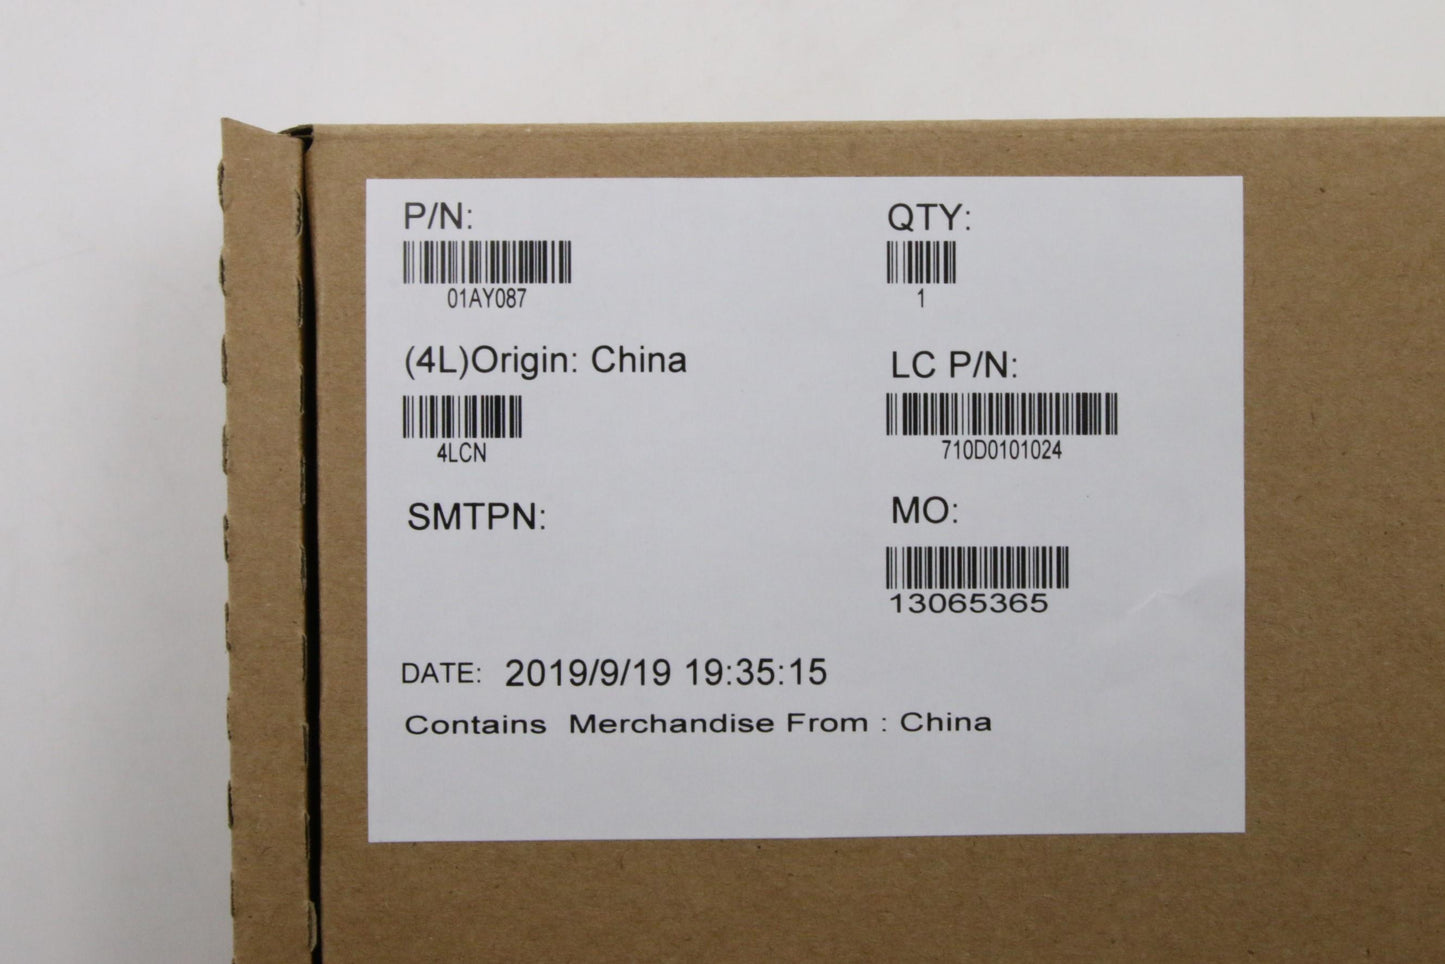 P/N:
01AY087
QTY:
1
(4L)Origin: China
4LCN
LC P/N:
710D0101024
SMTPN:
MO:
13065365
DATE: 2019/9/19 19:35:15
Contains Merchandise From : China